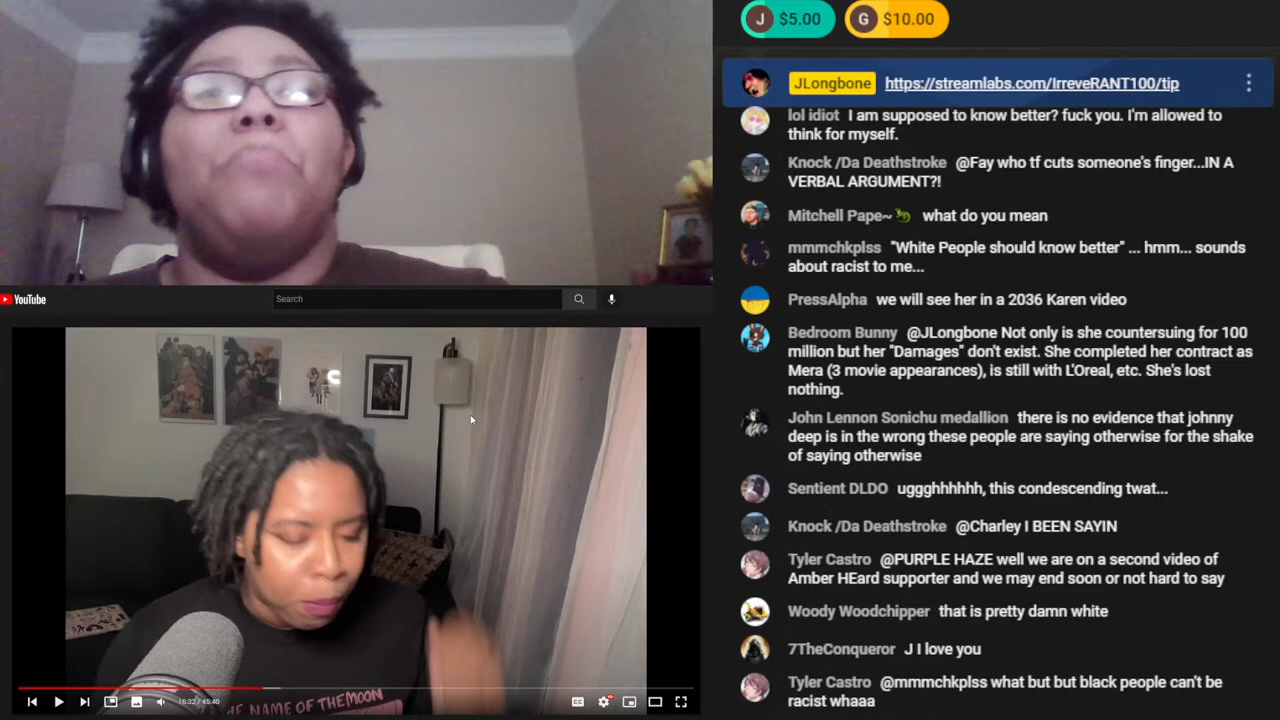 J $5.00
G $10.00
JLongbone https://streamlabs.com/IrreveRANT100/tip
lol idiot I am supposed to know better? fuck you. I'm allowed to
think for myself.
Knock /Da Deathstroke @Fay who tf cuts someone's finger...IN A
VERBAL ARGUMENT?!
Mitchell Pape~ what do you mean
mmmchkplss "White People should know better" ... hmm... sounds
about racist to me...
PressAlpha we will see her in a 2036 Karen video
Bedroom Bunny @JLongbone Not only is she countersuing for 100
million but her "Damages" don't exist. She completed her contract as
Mera (3 movie appearances), is still with L'Oreal, etc. She's lost
nothing.
John Lennon Sonichu medallion there is no evidence that johnny
deep is in the wrong these people are saying otherwise for the shake
of saying otherwise
Sentient DLDO uggghhhhhh, this condescending twat...
Knock /Da Deathstroke @Charley I BEEN SAYIN
Tyler Castro @PURPLE HAZE well we are on a second video of
Amber HEard supporter and we may end soon or not hard to say
Woody Woodchipper that is pretty damn white
7TheConqueror J I love you
Tyler Castro @mmmchkplss what but but black people can't be
racist whaaa
YouTube
Search
THE NAME OF THE MOON
16:32 / 45:40
CC
HD